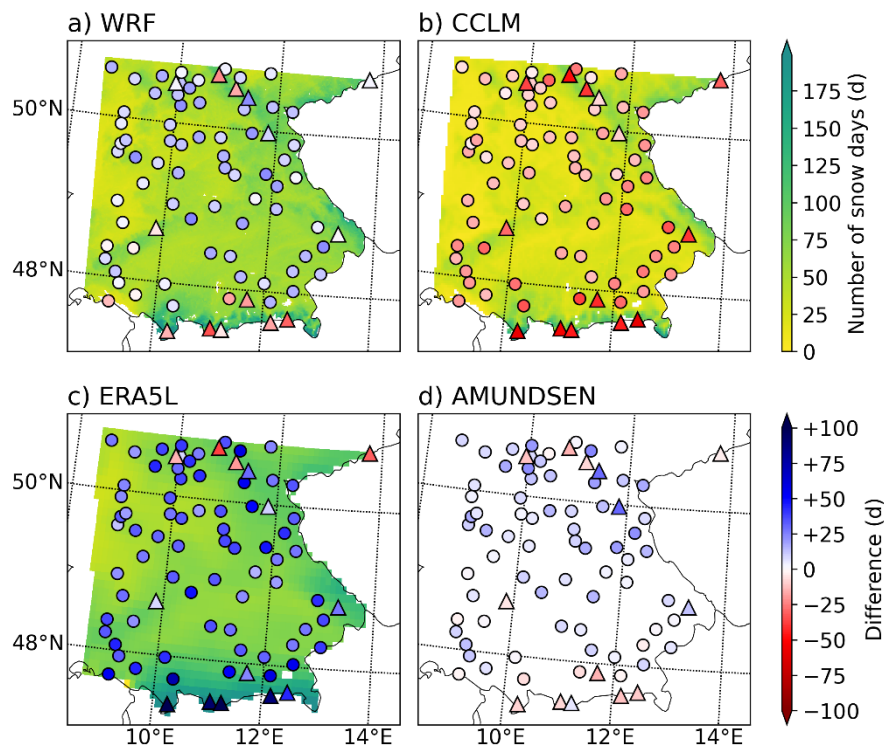 a) WRF
b) CCLM
50°N
48°N
175
150
125
100
75
50
25
0
Number of snow days (d)
c) ERA5L
d) AMUNDSEN
50°N
48°N
10°E
12°E
14°E
10°E
12°E
14°E
+100
+75
+50
+25
0
−25
−50
−75
−100
Difference (d)